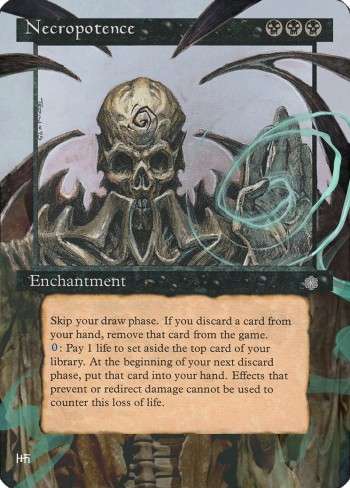 Necropotence
Enchantment
Skip your draw phase. If you discard a card from
your hand, remove that card from the game.
0: Pay 1 life to set aside the top card of your
library. At the beginning of your next discard
phase, put that card into your hand. Effects that
prevent or redirect damage cannot be used to
counter this loss of life.